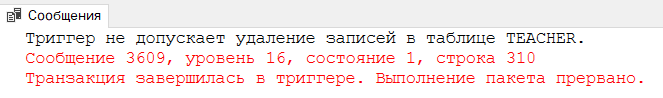 Сообщения
Триггер не допускает удаление записей в таблице TEACHER.
Сообщение 3609, уровень 16, состояние 1, строка 310
Транзакция завершилась в триггере. Выполнение пакета прервано.